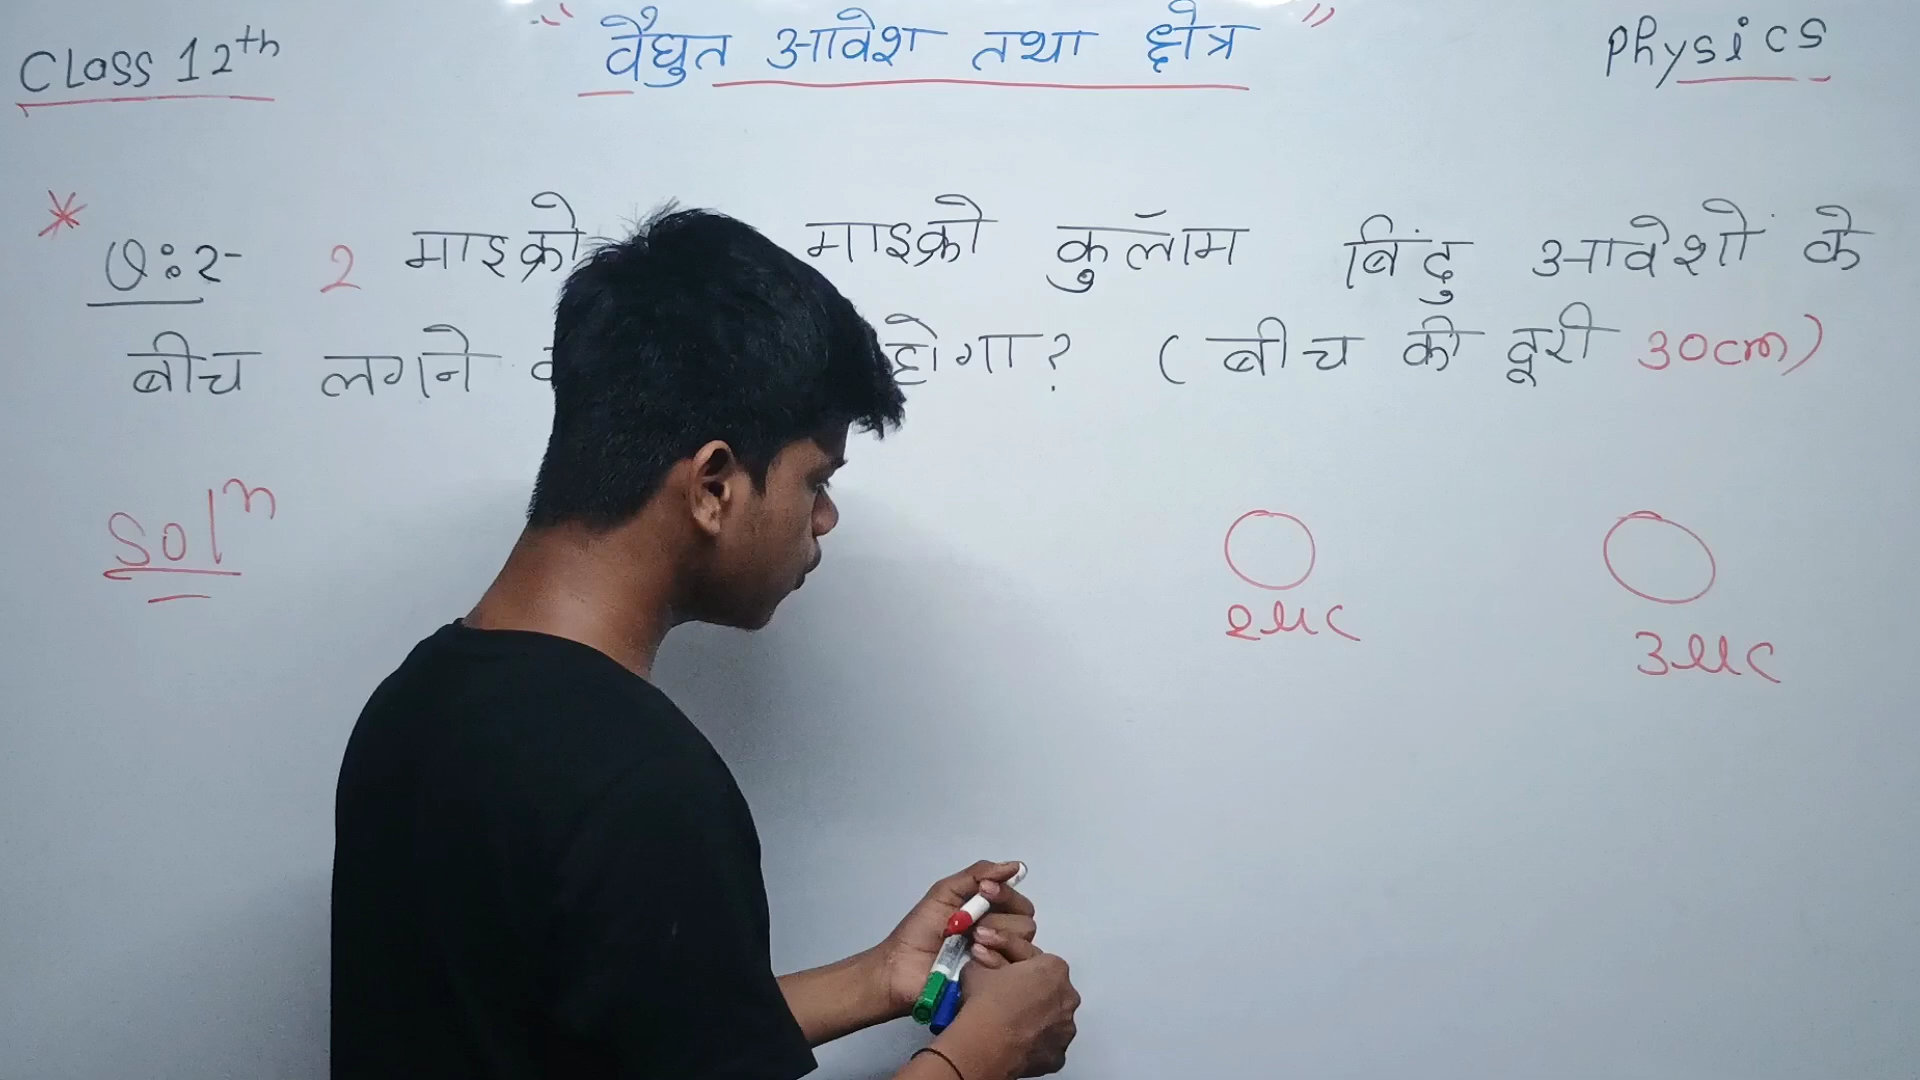 Class 12th
" वैद्युत आवेश तथा क्षेत्र "
Physics
* Q:2- 2 माइक्रो माइक्रो कुलॉम बिंदु आवेशों के
बीच लगने होगा? ( बीच की दूरी 30cm)
Solⁿ
2μC
3μC